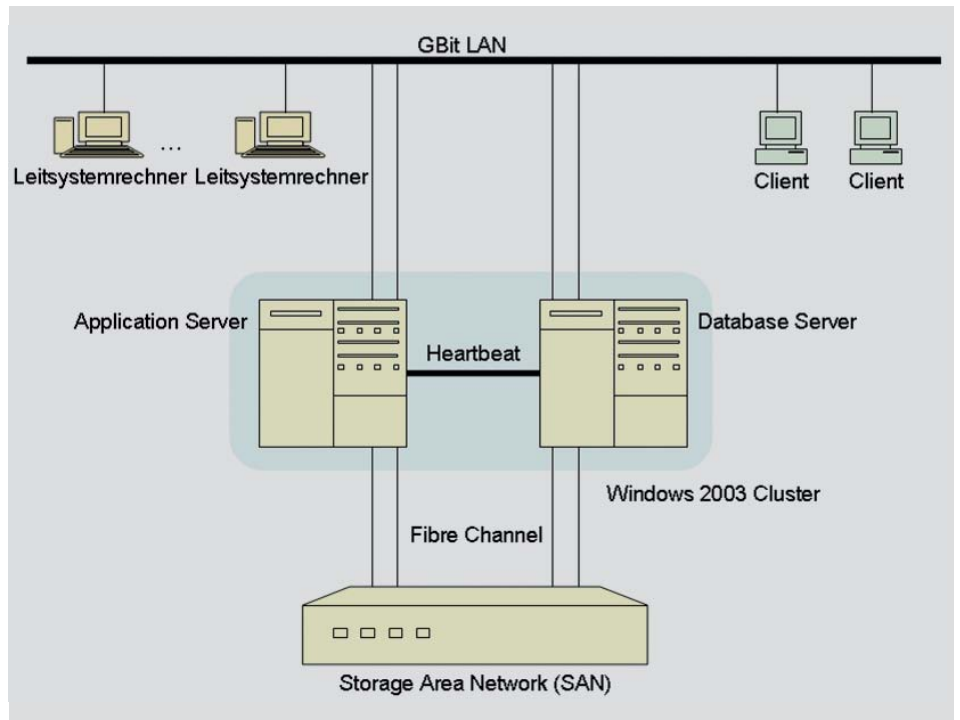 GBit LAN
...
Leitsystemrechner Leitsystemrechner
Client Client
Application Server
Database Server
Heartbeat
Windows 2003 Cluster
Fibre Channel
Storage Area Network (SAN)